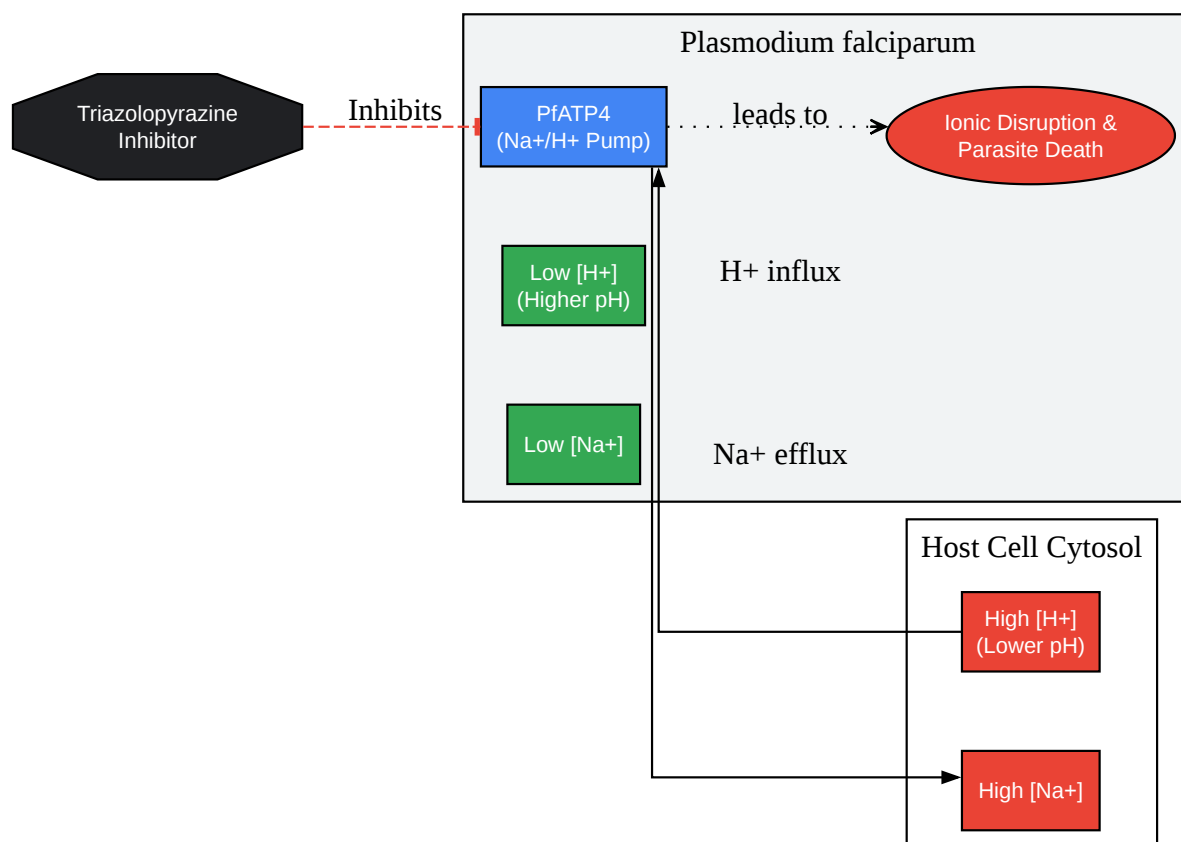 Plasmodium falciparum
Triazolopyrazine
Inhibitor
Inhibits
PfATP4
(Na+/H+ Pump)
leads to
Ionic Disruption &
Parasite Death
Low [H+]
(Higher pH)
H+ influx
Low [Na+]
Na+ efflux
Host Cell Cytosol
High [H+]
(Lower pH)
High [Na+]